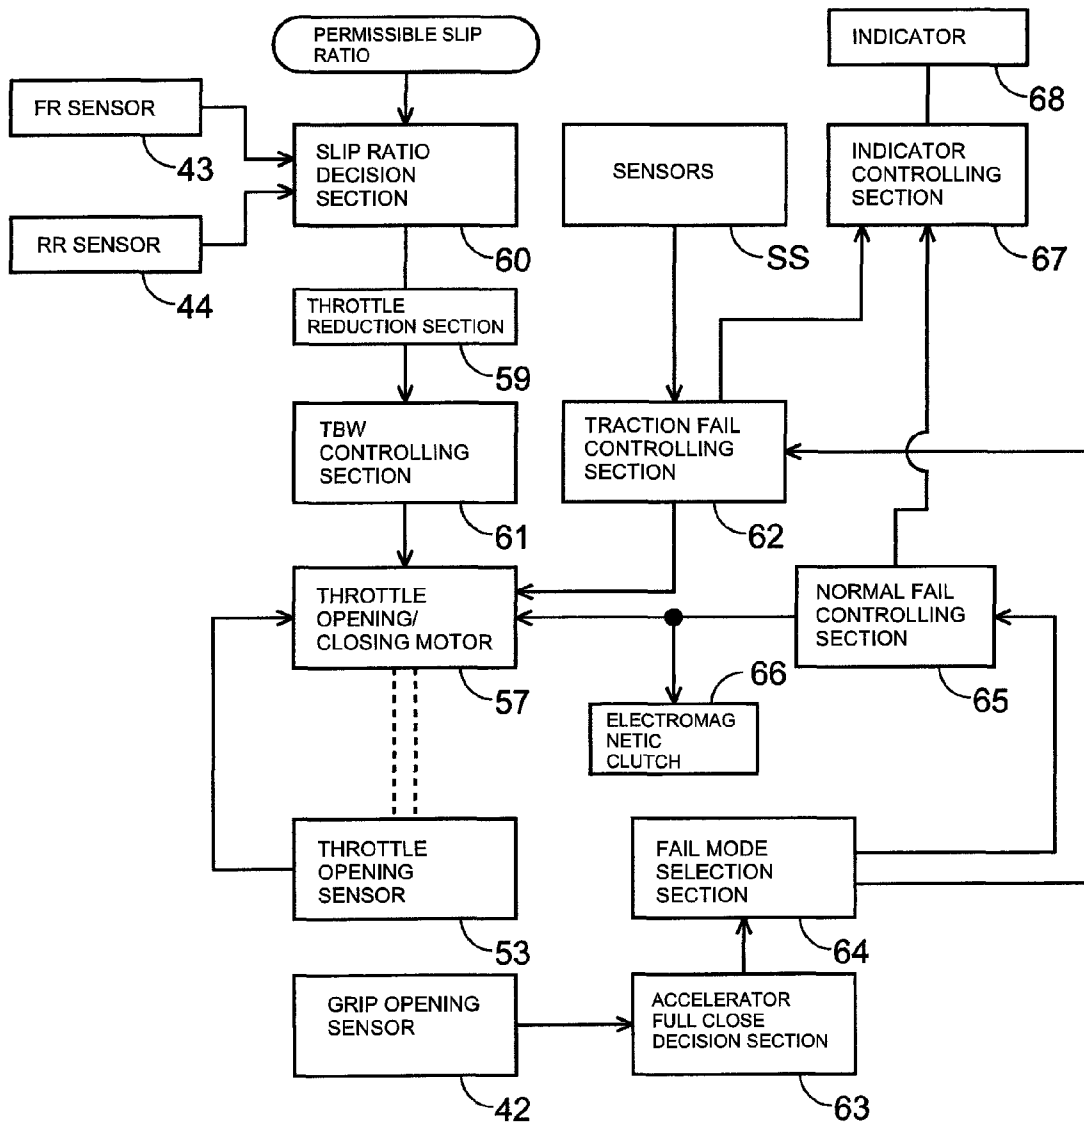 PERMISSIBLE SLIP
RATIO
INDICATOR
68
FR SENSOR
43
SLIP RATIO
DECISION
SECTION
60
SENSORS
SS
INDICATOR
CONTROLLING
SECTION
67
RR SENSOR
44
THROTTLE
REDUCTION SECTION
59
TBW
CONTROLLING
SECTION
61
TRACTION FAIL
CONTROLLING
SECTION
62
THROTTLE
OPENING/
CLOSING MOTOR
57
NORMAL FAIL
CONTROLLING
SECTION
65
66
ELECTROMAG
NETIC
CLUTCH
THROTTLE
OPENING
SENSOR
53
FAIL MODE
SELECTION
SECTION
64
GRIP OPENING
SENSOR
42
ACCELERATOR
FULL CLOSE
DECISION SECTION
63